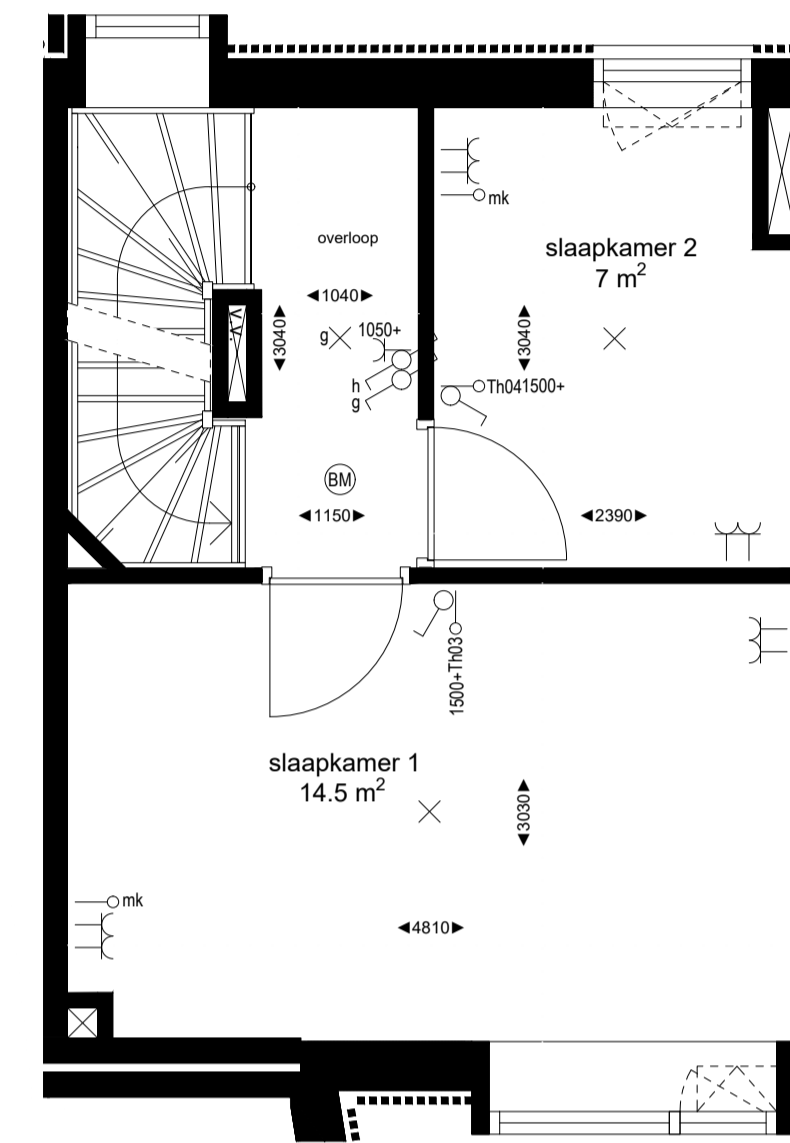 overloop
mk
slaapkamer 2
7 m²
1040
3040
V.V.
g
1050+
h
g
3040
Th041500+
BM
1150
2390
1500+Th03
slaapkamer 1
14.5 m²
3030
mk
4810